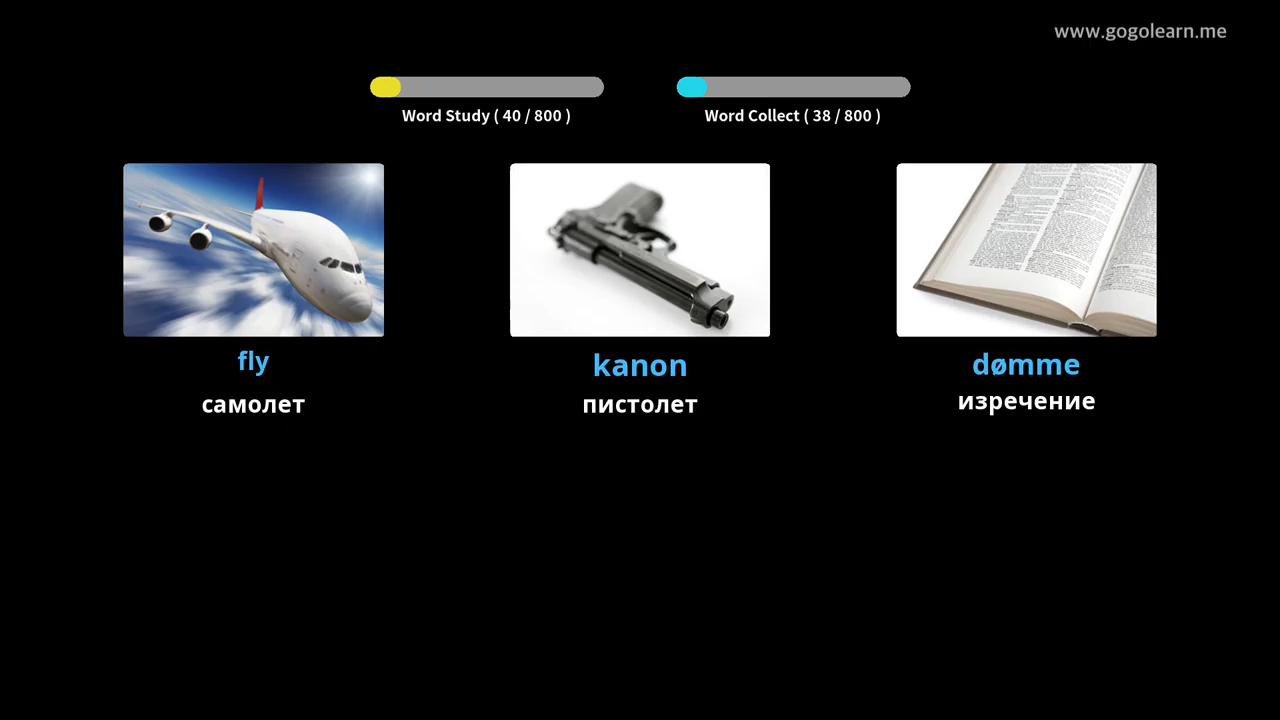 www.gogolearn.me
Word Study ( 40 / 800 )
Word Collect ( 38 / 800 )
fly
kanon
dømme
самолет
пистолет
изречение